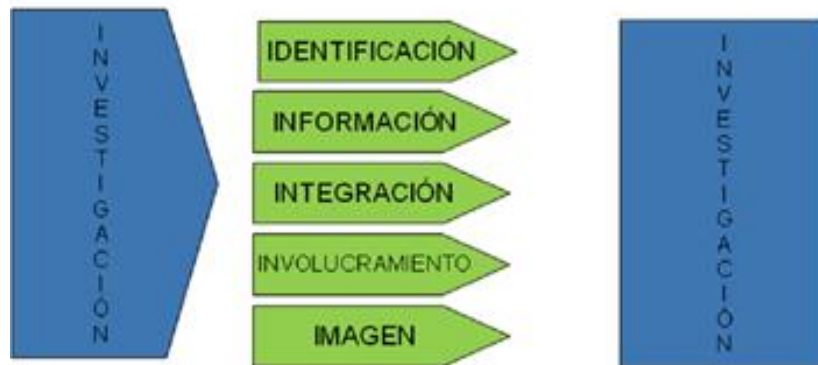 INVESTIGACIÓN
IDENTIFICACIÓN
INFORMACIÓN
INTEGRACIÓN
INVOLUCRAMIENTO
IMAGEN
INVESTIGACIÓN